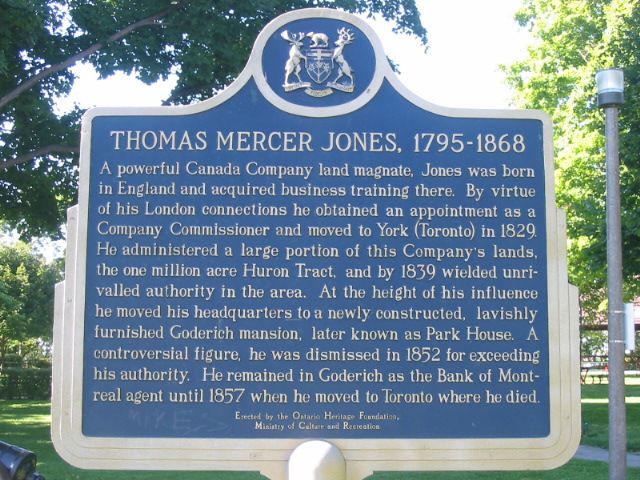 THOMAS MERCER JONES, 1795-1868
A powerful Canada Company land magnate, Jones was born
in England and acquired business training there. By virtue
of his London connections he obtained an appointment as a
Company Commissioner and moved to York (Toronto) in 1829.
He administered a large portion of this Company's lands,
the one million acre Huron Tract, and by 1839 wielded unri-
valled authority in the area. At the height of his influence
he moved his headquarters to a newly constructed, lavishly
furnished Goderich mansion, later known as Park House. A
controversial figure, he was dismissed in 1852 for exceeding
his authority. He remained in Goderich as the Bank of Mont-
real agent until 1857 when he moved to Toronto where he died.
Erected by the Ontario Heritage Foundation,
Ministry of Culture and Recreation